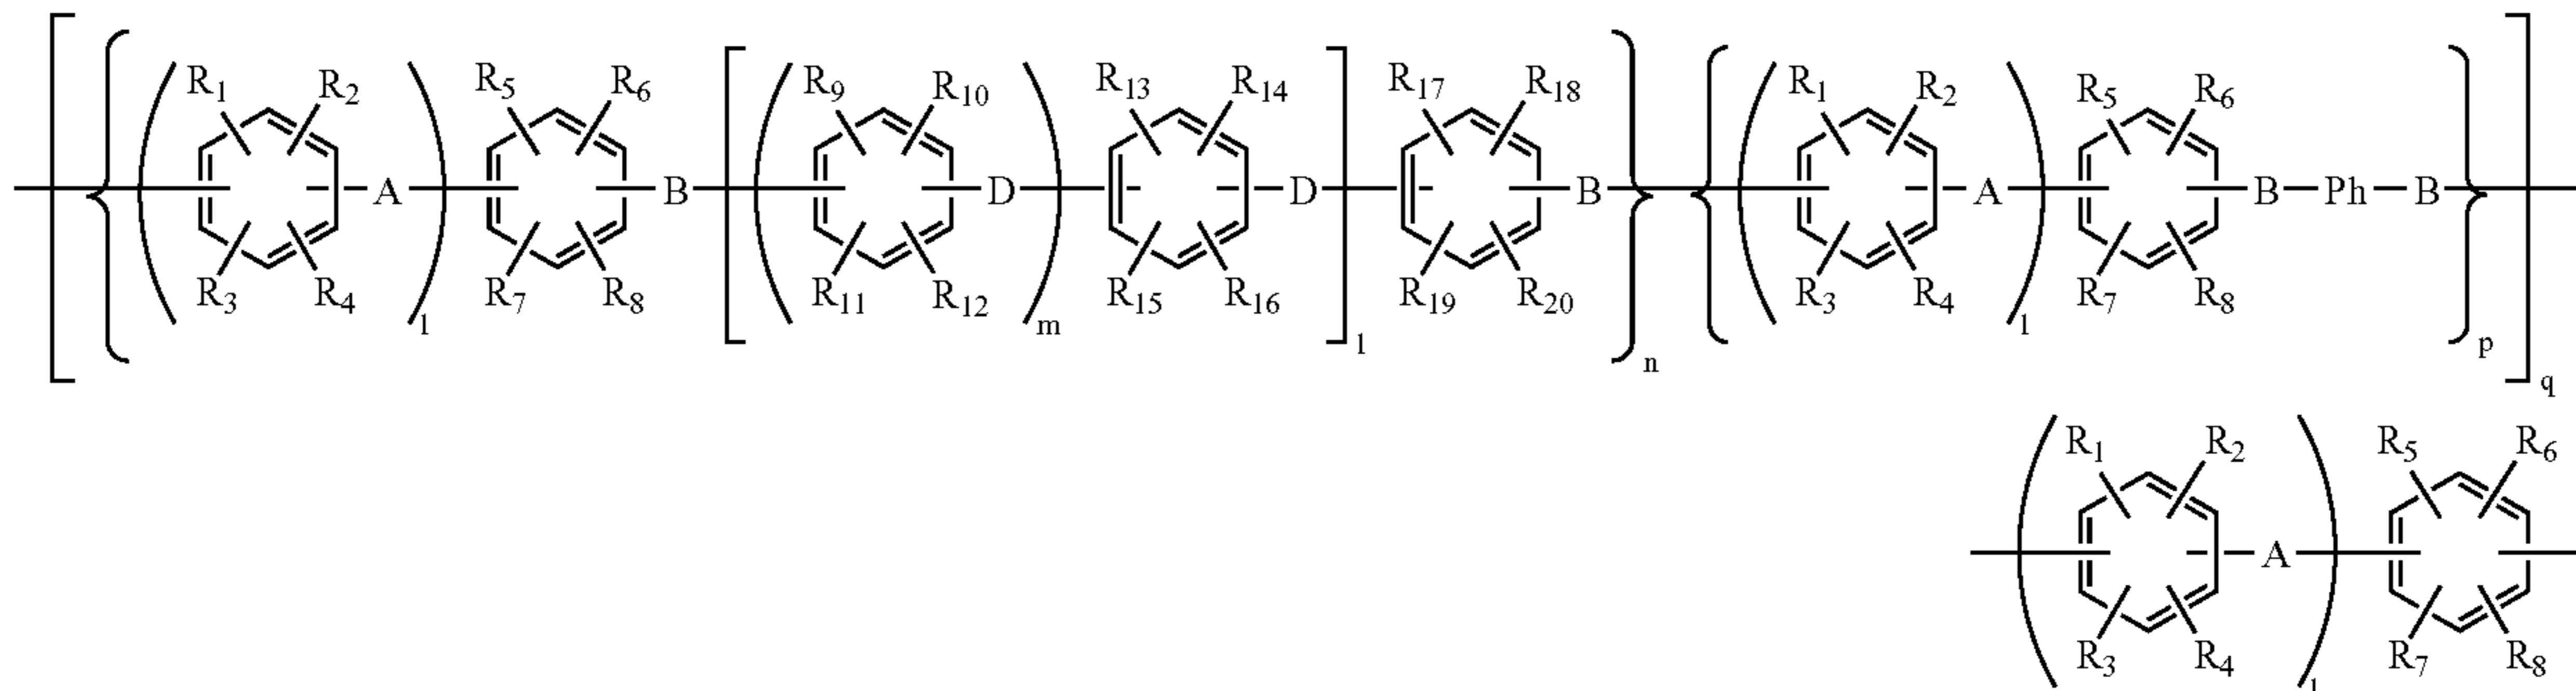 R1 R2 R5 R6 R9 R10 R13 R14 R17 R18 R1 R2 R5 R6
A B D D B A B Ph B
R3 R4 R7 R8 R11 R12 R15 R16 R19 R20 R3 R4 R7 R8
l m l n l p q
R1 R2 R5 R6
A
R3 R4 R7 R8
l